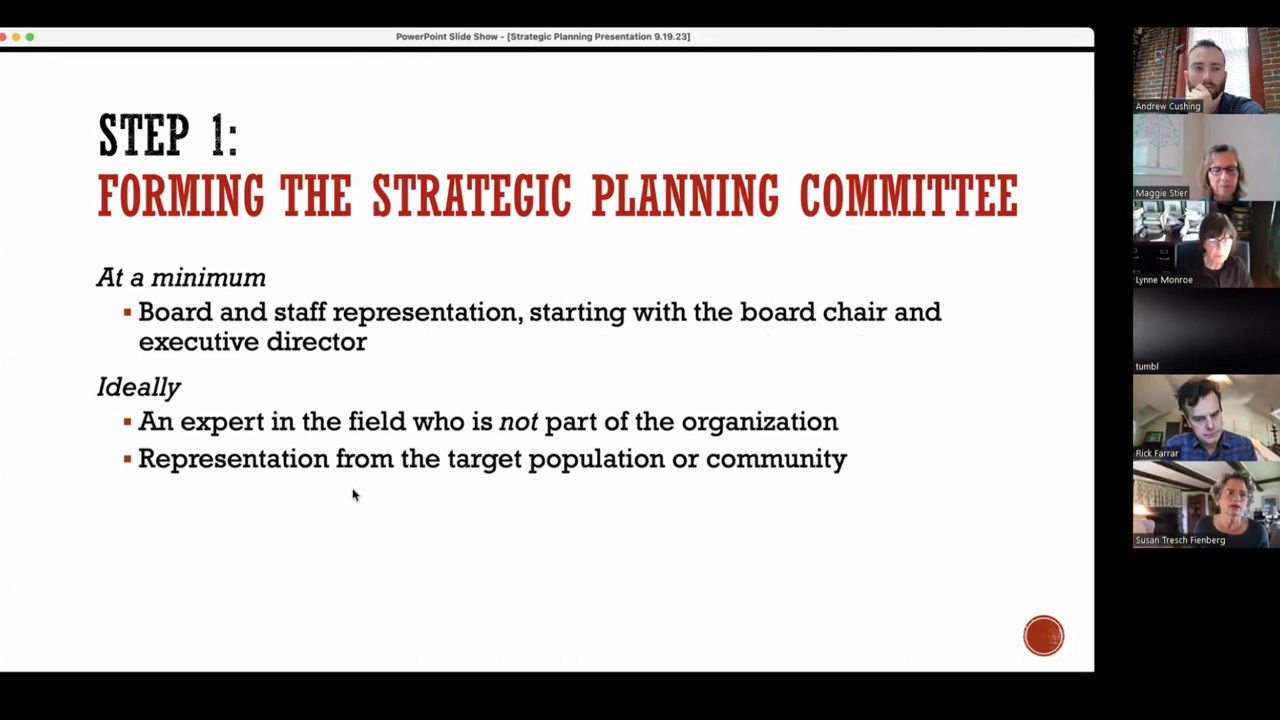 PowerPoint Slide Show - [Strategic Planning Presentation 9.19.23]
STEP 1:
FORMING THE STRATEGIC PLANNING COMMITTEE
At a minimum
▪ Board and staff representation, starting with the board chair and
executive director
Ideally
▪ An expert in the field who is not part of the organization
▪ Representation from the target population or community
Andrew Cushing
Maggie Stier
Lynne Monroe
tumbl
Rick Farrar
Susan Tresch Fienberg